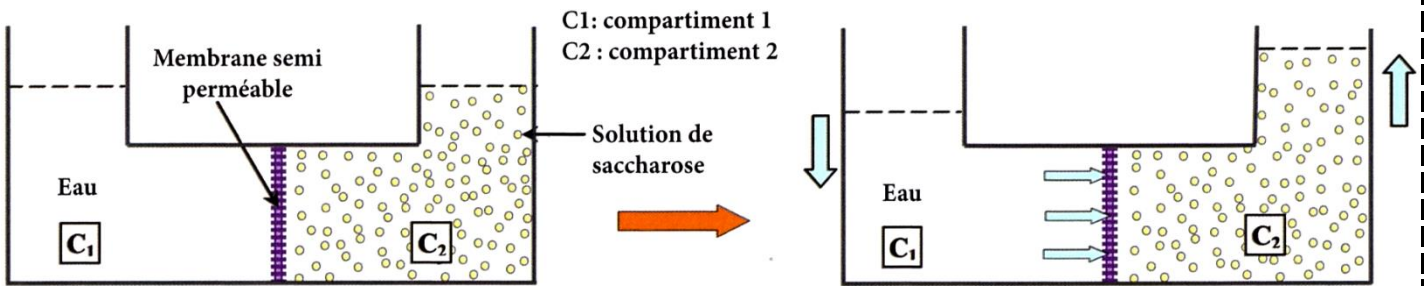 C1: compartiment 1
C2 : compartiment 2
Membrane semi
perméable
Solution de
saccharose
Eau
C₁
C₂
Eau
C₁
C₂